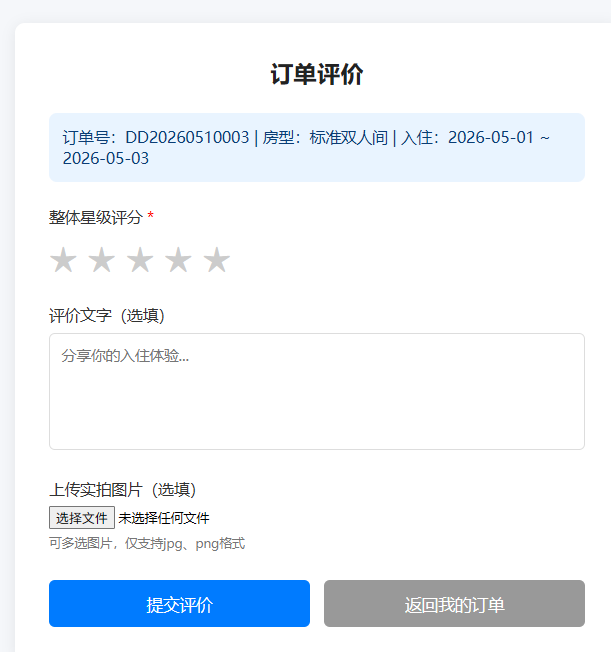 订单评价
订单号：DD20260510003 | 房型：标准双人间 | 入住：2026-05-01 ~
2026-05-03
整体星级评分 *
★ ★ ★ ★ ★
评价文字（选填）
分享你的入住体验...
上传实拍图片（选填）
选择文件 未选择任何文件
可多选图片，仅支持jpg、png格式
提交评价 返回我的订单